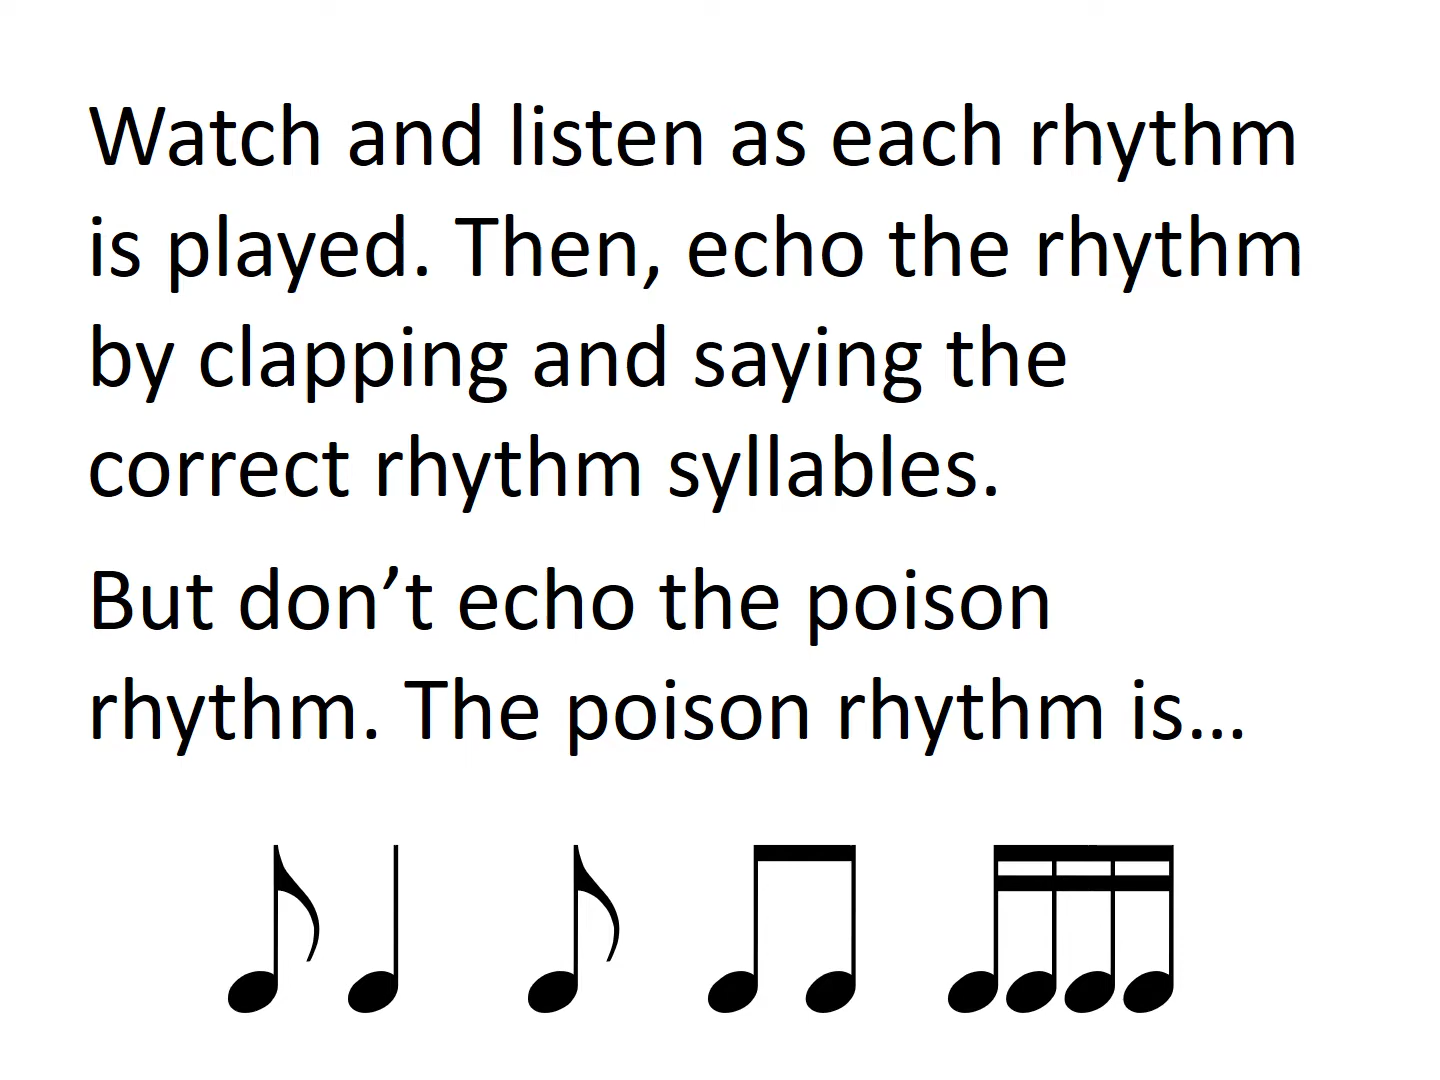 Watch and listen as each rhythm
is played. Then, echo the rhythm
by clapping and saying the
correct rhythm syllables.
But don’t echo the poison
rhythm. The poison rhythm is…